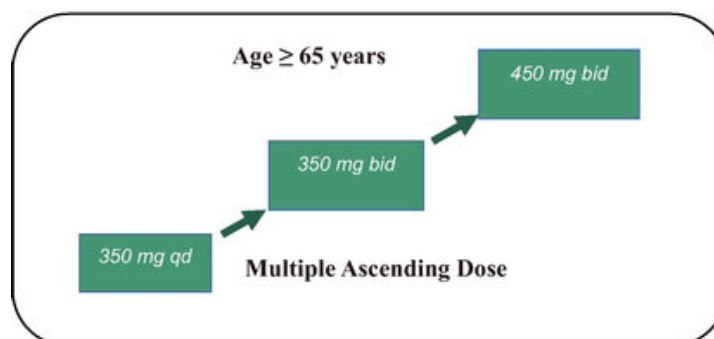 Age ≥ 65 years
450 mg bid
350 mg bid
350 mg qd
Multiple Ascending Dose